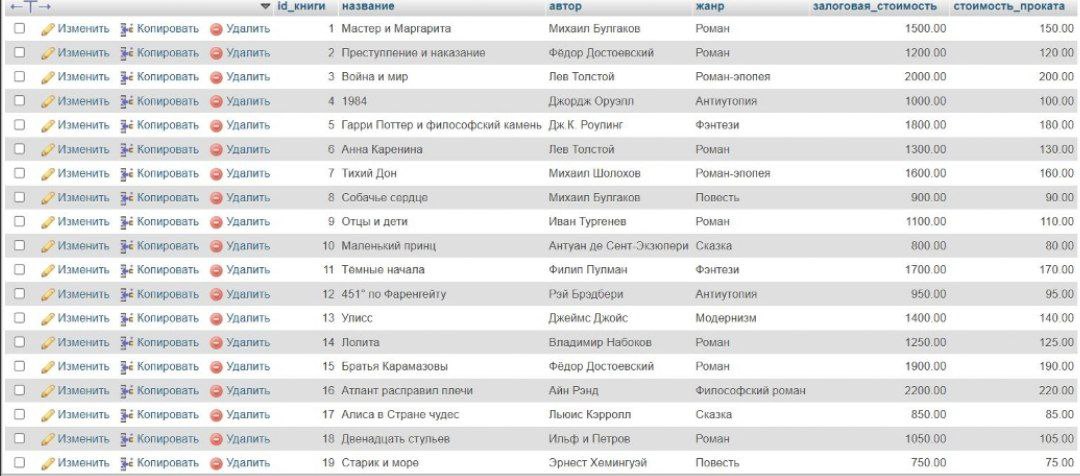 id_книги название автор жанр залоговая_стоимость стоимость_проката
Изменить Копировать Удалить 1 Мастер и Маргарита Михаил Булгаков Роман 1500.00 150.00
Изменить Копировать Удалить 2 Преступление и наказание Фёдор Достоевский Роман 1200.00 120.00
Изменить Копировать Удалить 3 Война и мир Лев Толстой Роман-эпопея 2000.00 200.00
Изменить Копировать Удалить 4 1984 Джордж Оруэлл Антиутопия 1000.00 100.00
Изменить Копировать Удалить 5 Гарри Поттер и философский камень Дж.К. Роулинг Фэнтези 1800.00 180.00
Изменить Копировать Удалить 6 Анна Каренина Лев Толстой Роман 1300.00 130.00
Изменить Копировать Удалить 7 Тихий Дон Михаил Шолохов Роман-эпопея 1600.00 160.00
Изменить Копировать Удалить 8 Собачье сердце Михаил Булгаков Повесть 900.00 90.00
Изменить Копировать Удалить 9 Отцы и дети Иван Тургенев Роман 1100.00 110.00
Изменить Копировать Удалить 10 Маленький принц Антуан де Сент-Экзюпери Сказка 800.00 80.00
Изменить Копировать Удалить 11 Темные начала Филип Пулман Фэнтези 1700.00 170.00
Изменить Копировать Удалить 12 451° по Фаренгейту Рэй Брэдбери Антиутопия 950.00 95.00
Изменить Копировать Удалить 13 Улисс Джеймс Джойс Модернизм 1400.00 140.00
Изменить Копировать Удалить 14 Лолита Владимир Набоков Роман 1250.00 125.00
Изменить Копировать Удалить 15 Братья Карамазовы Фёдор Достоевский Роман 1900.00 190.00
Изменить Копировать Удалить 16 Атлант расправил плечи Айн Рэнд Философский роман 2200.00 220.00
Изменить Копировать Удалить 17 Алиса в Стране чудес Льюис Кэрролл Сказка 850.00 85.00
Изменить Копировать Удалить 18 Двенадцать стульев Ильф и Петров Роман 1050.00 105.00
Изменить Копировать Удалить 19 Старик и море Эрнест Хемингуэй Повесть 750.00 75.00